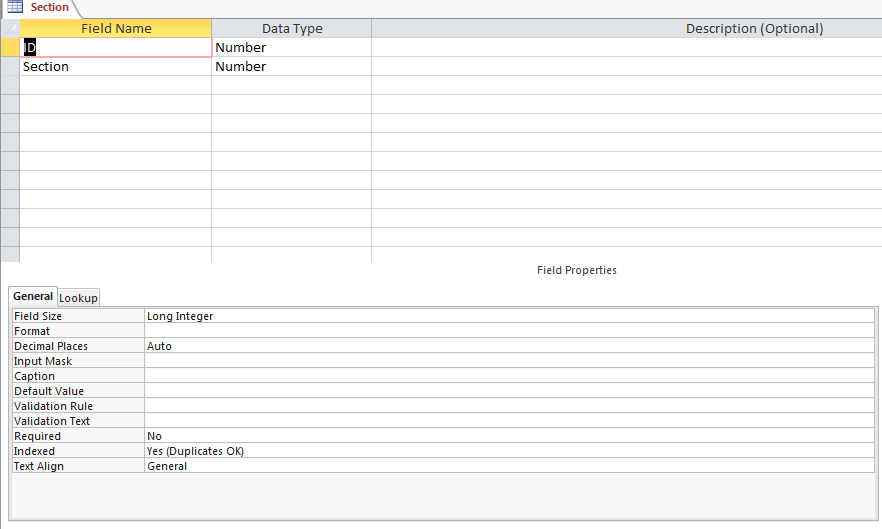 Section
Field Name Data Type Description (Optional)
ID Number
Section Number
Field Properties
General Lookup
Field Size Long Integer
Format
Decimal Places Auto
Input Mask
Caption
Default Value
Validation Rule
Validation Text
Required No
Indexed Yes (Duplicates OK)
Text Align General